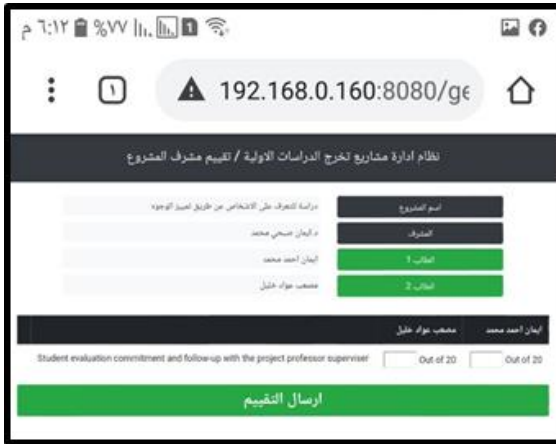 ٦:١٢ م %٧٧
١
192.168.0.160:8080/ge
نظام ادارة مشاريع تخرج الدراسات الاولية / تقييم مشرف المشروع
اسم المشروع دراسة للتعرف على الاشخاص عن طريق تمييز الوجوه
المشرف د.ايمان صبحي محمد
الطالب 1 ايمان احمد محمد
الطالب 2 مصعب عواد خليل
ايمان احمد محمد مصعب عواد خليل
Student evaluation commitment and follow-up with the project professor superviser Out of 20 Out of 20
ارسال التقييم